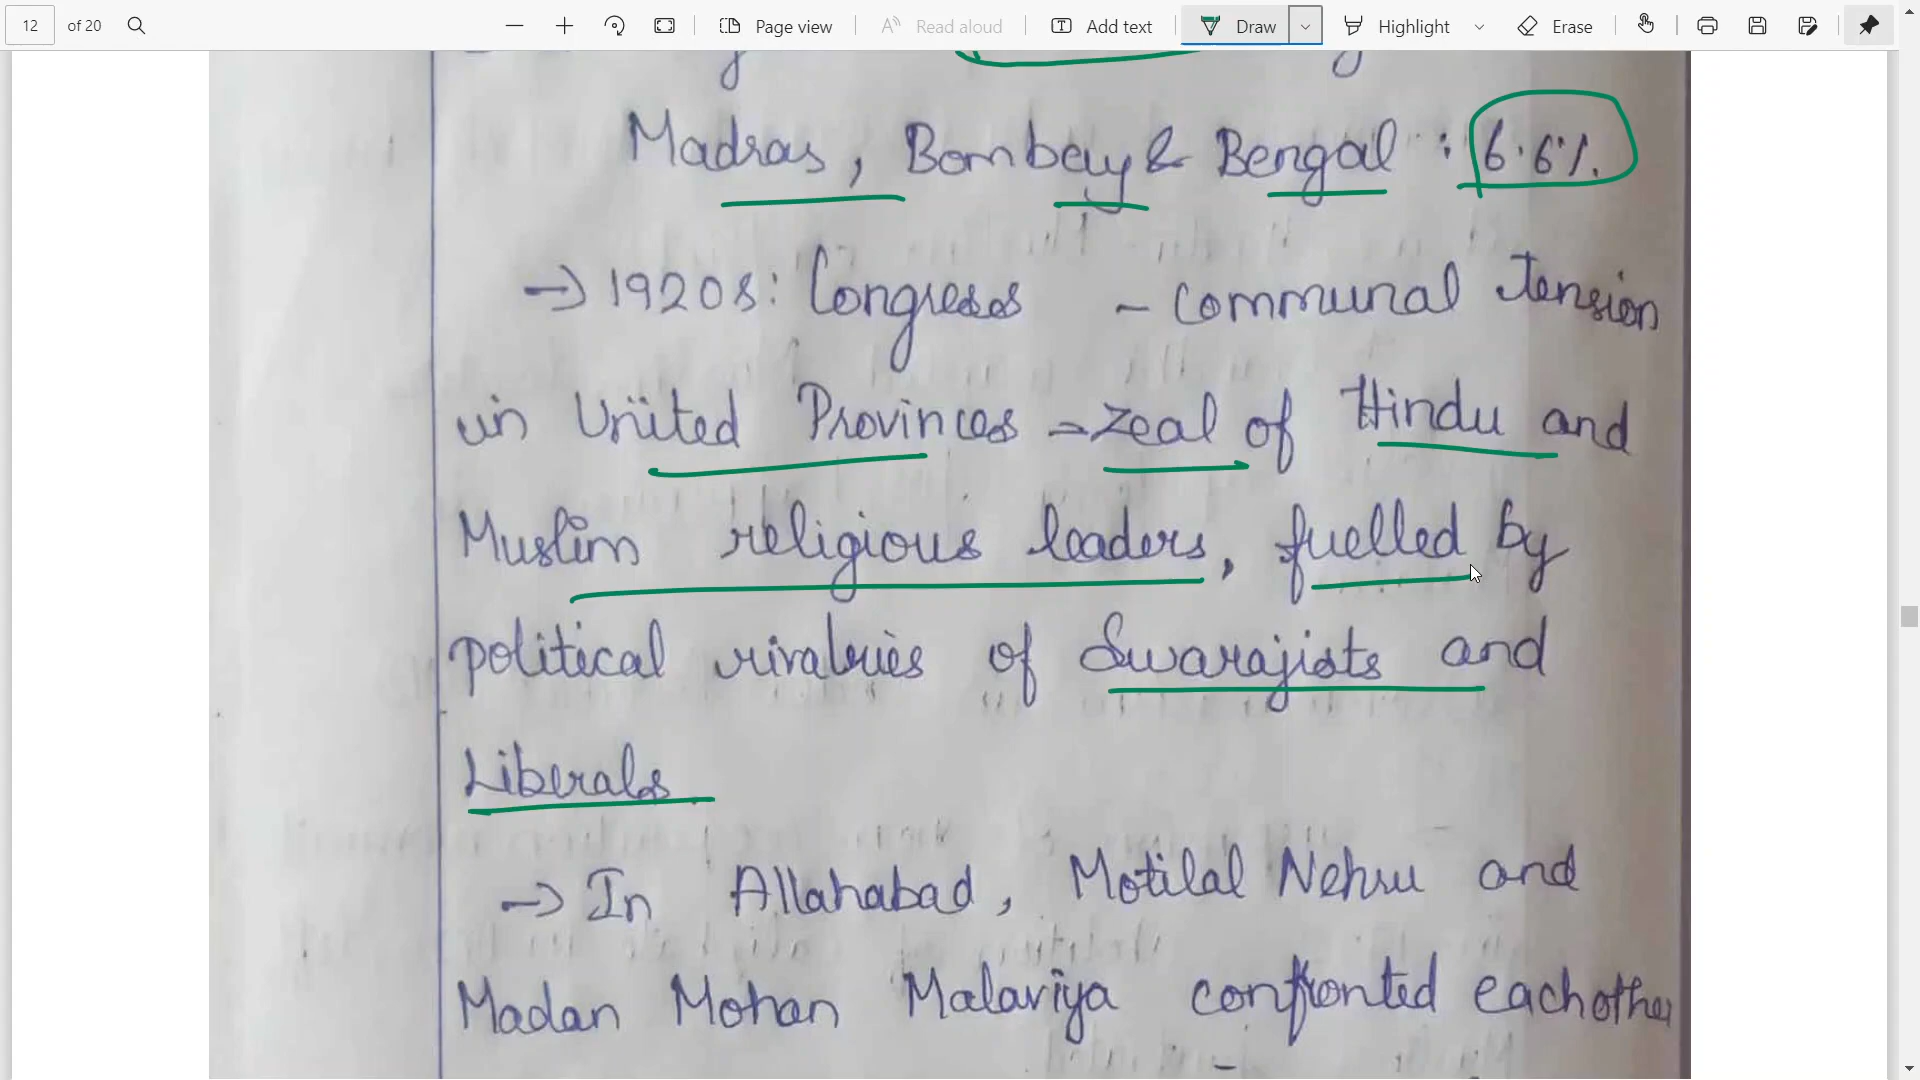 12 of 20 Page view Read aloud Add text Draw Highlight Erase
Madras, Bombay & Bengal : 6.6%.
→ 1920s: Congress - Communal Tension
in United Provinces - zeal of Hindu and
Muslim religious leaders, fuelled by
political rivalries of Swarajists and
Liberals
→ In Allahabad, Motilal Nehru and
Madan Mohan Malaviya confronted eachother